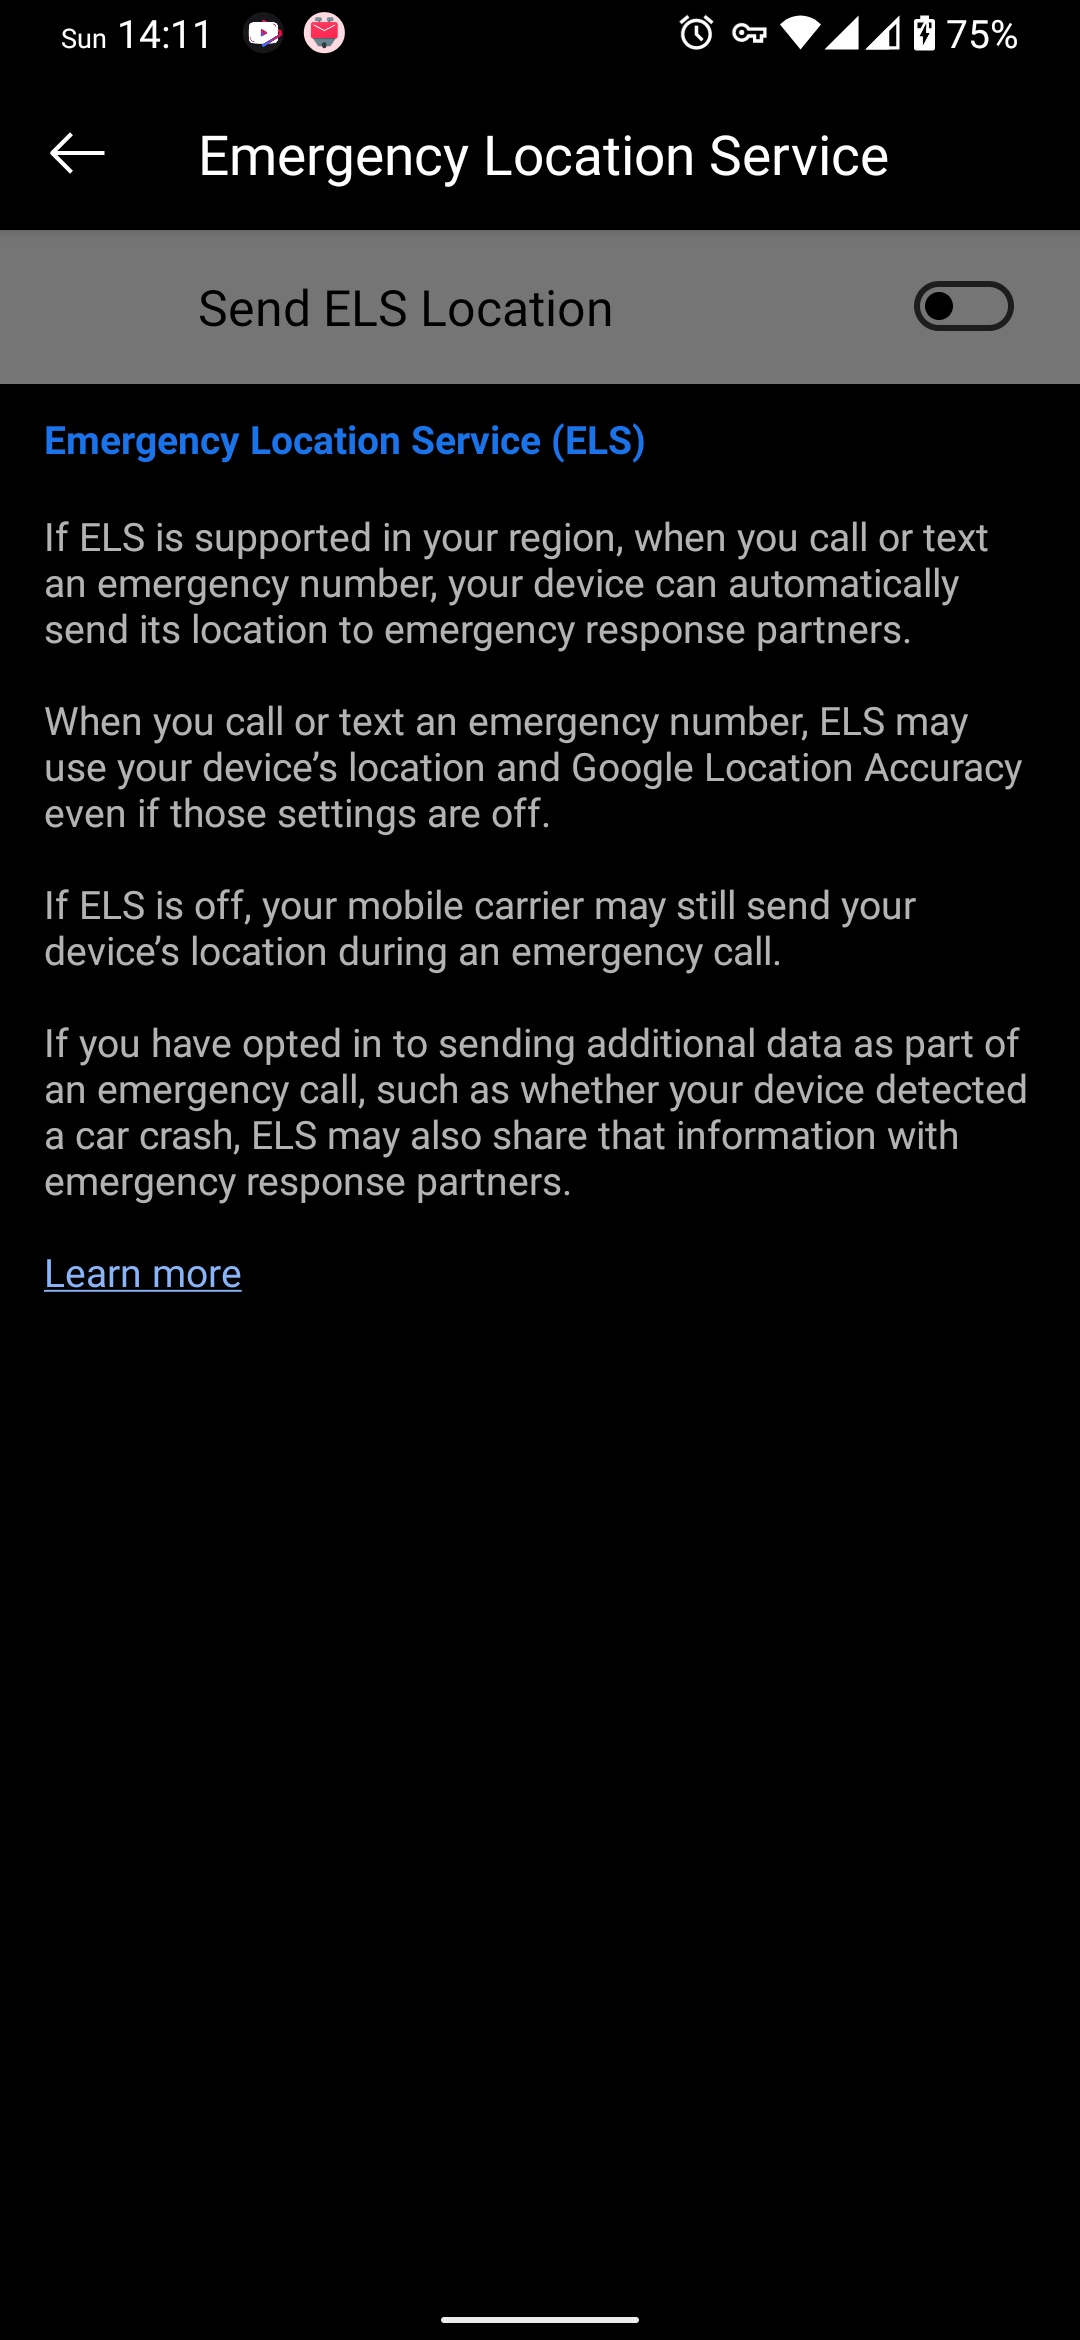 Sun 14:11
75%
Emergency Location Service
Send ELS Location
Emergency Location Service (ELS)
If ELS is supported in your region, when you call or text
an emergency number, your device can automatically
send its location to emergency response partners.
When you call or text an emergency number, ELS may
use your device’s location and Google Location Accuracy
even if those settings are off.
If ELS is off, your mobile carrier may still send your
device’s location during an emergency call.
If you have opted in to sending additional data as part of
an emergency call, such as whether your device detected
a car crash, ELS may also share that information with
emergency response partners.
Learn more